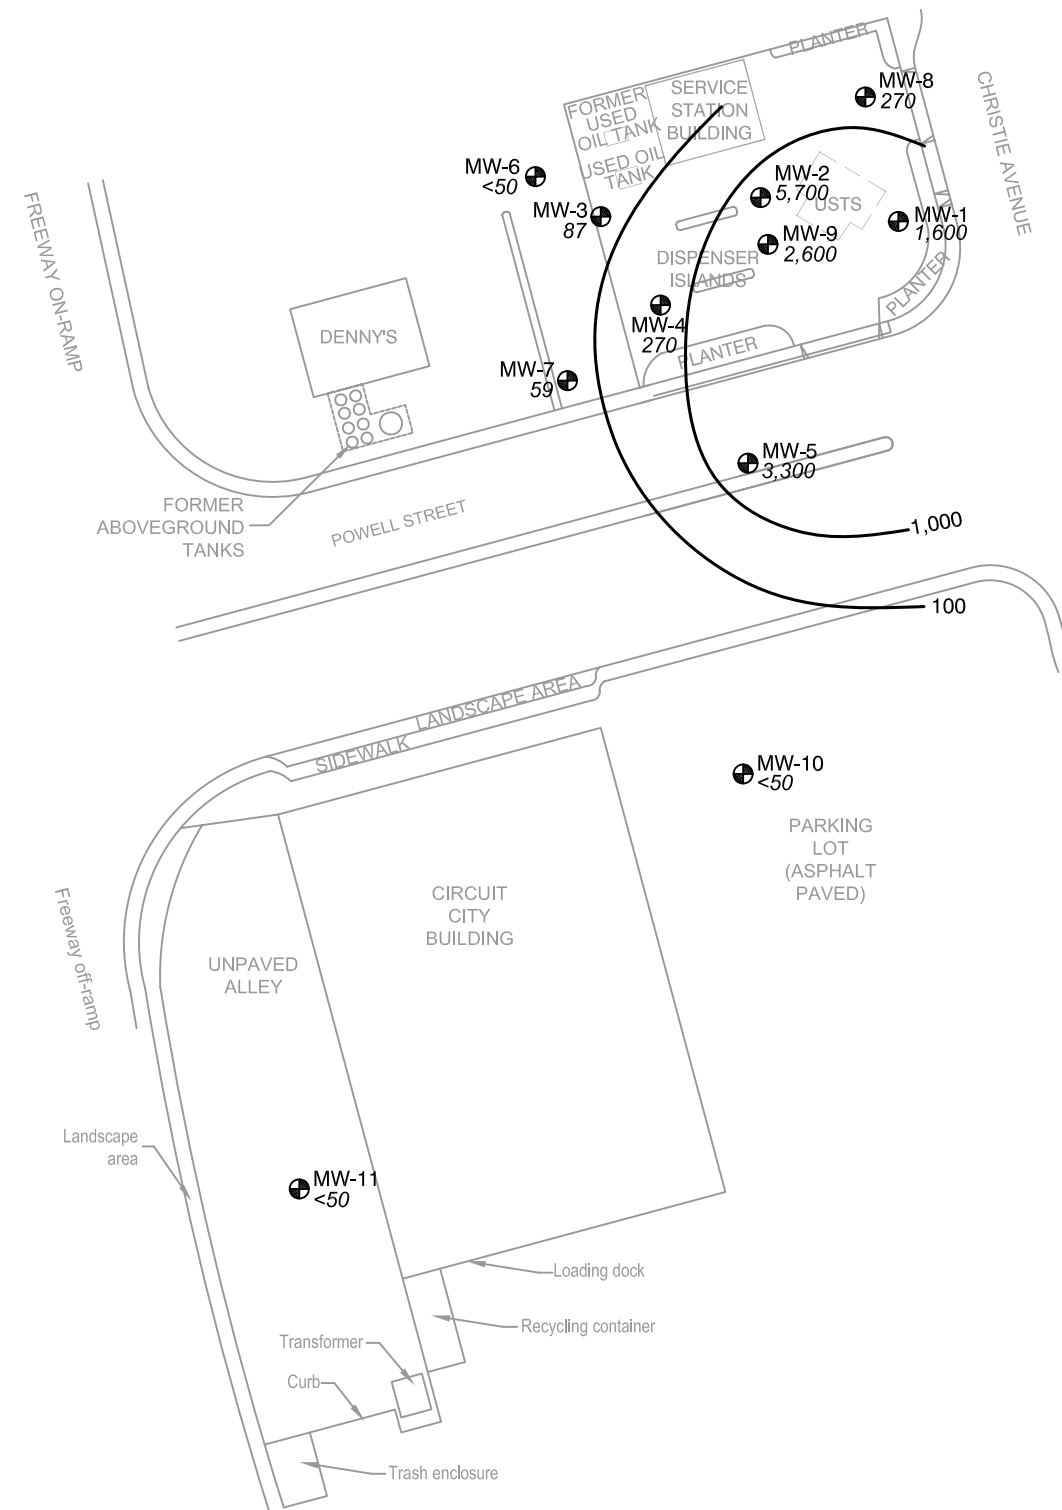 PLANTER
MW-8
270
CHRISTIE AVENUE
SERVICE
STATION
BUILDING
FORMER
USED
OIL TANK
USED OIL
TANK
MW-6
<50
MW-3
87
MW-2
5,700
USTS
MW-1
1,600
MW-9
2,600
DISPENSER
ISLANDS
PLANTER
FREEWAY ON-RAMP
MW-4
270
PLANTER
DENNY'S
MW-7
59
MW-5
3,300
FORMER
ABOVEGROUND
TANKS
POWELL STREET
1,000
100
LANDSCAPE AREA
SIDEWALK
MW-10
<50
PARKING
LOT
(ASPHALT
PAVED)
CIRCUIT
CITY
BUILDING
Freeway off-ramp
UNPAVED
ALLEY
Landscape
area
MW-11
<50
Loading dock
Recycling container
Transformer
Curb
Trash enclosure